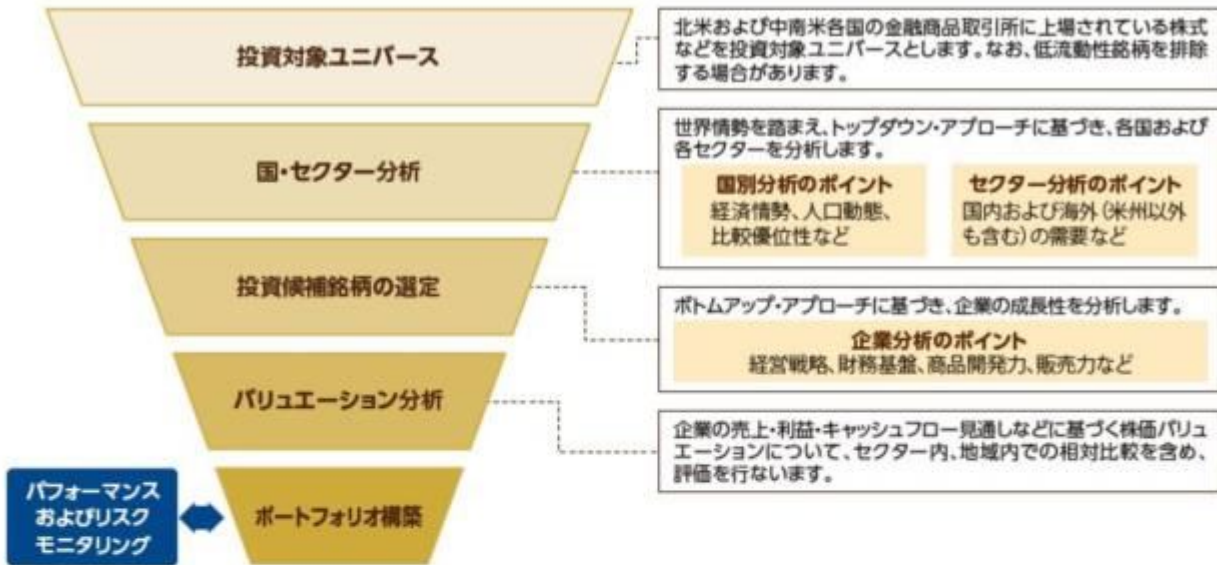 投資対象ユニバース
北米および中南米各国の金融商品取引所に上場されている株式
などを投資対象ユニバースとします。なお、低流動性銘柄を排除
する場合があります。
国・セクター分析
世界情勢を踏まえ、トップダウン・アプローチに基づき、各国および
各セクターを分析します。
国別分析のポイント
経済情勢、人口動態、
比較優位性など
セクター分析のポイント
国内および海外(米州以外
も含む)の需要など
投資候補銘柄の選定
ボトムアップ・アプローチに基づき、企業の成長性を分析します。
企業分析のポイント
経営戦略、財務基盤、商品開発力、販売力など
バリュエーション分析
企業の売上・利益・キャッシュフロー見通しなどに基づく株価バリュ
エーションについて、セクター内、地域内での相対比較を含め、
評価を行ないます。
パフォーマンス
およびリスク
モニタリング
ポートフォリオ構築